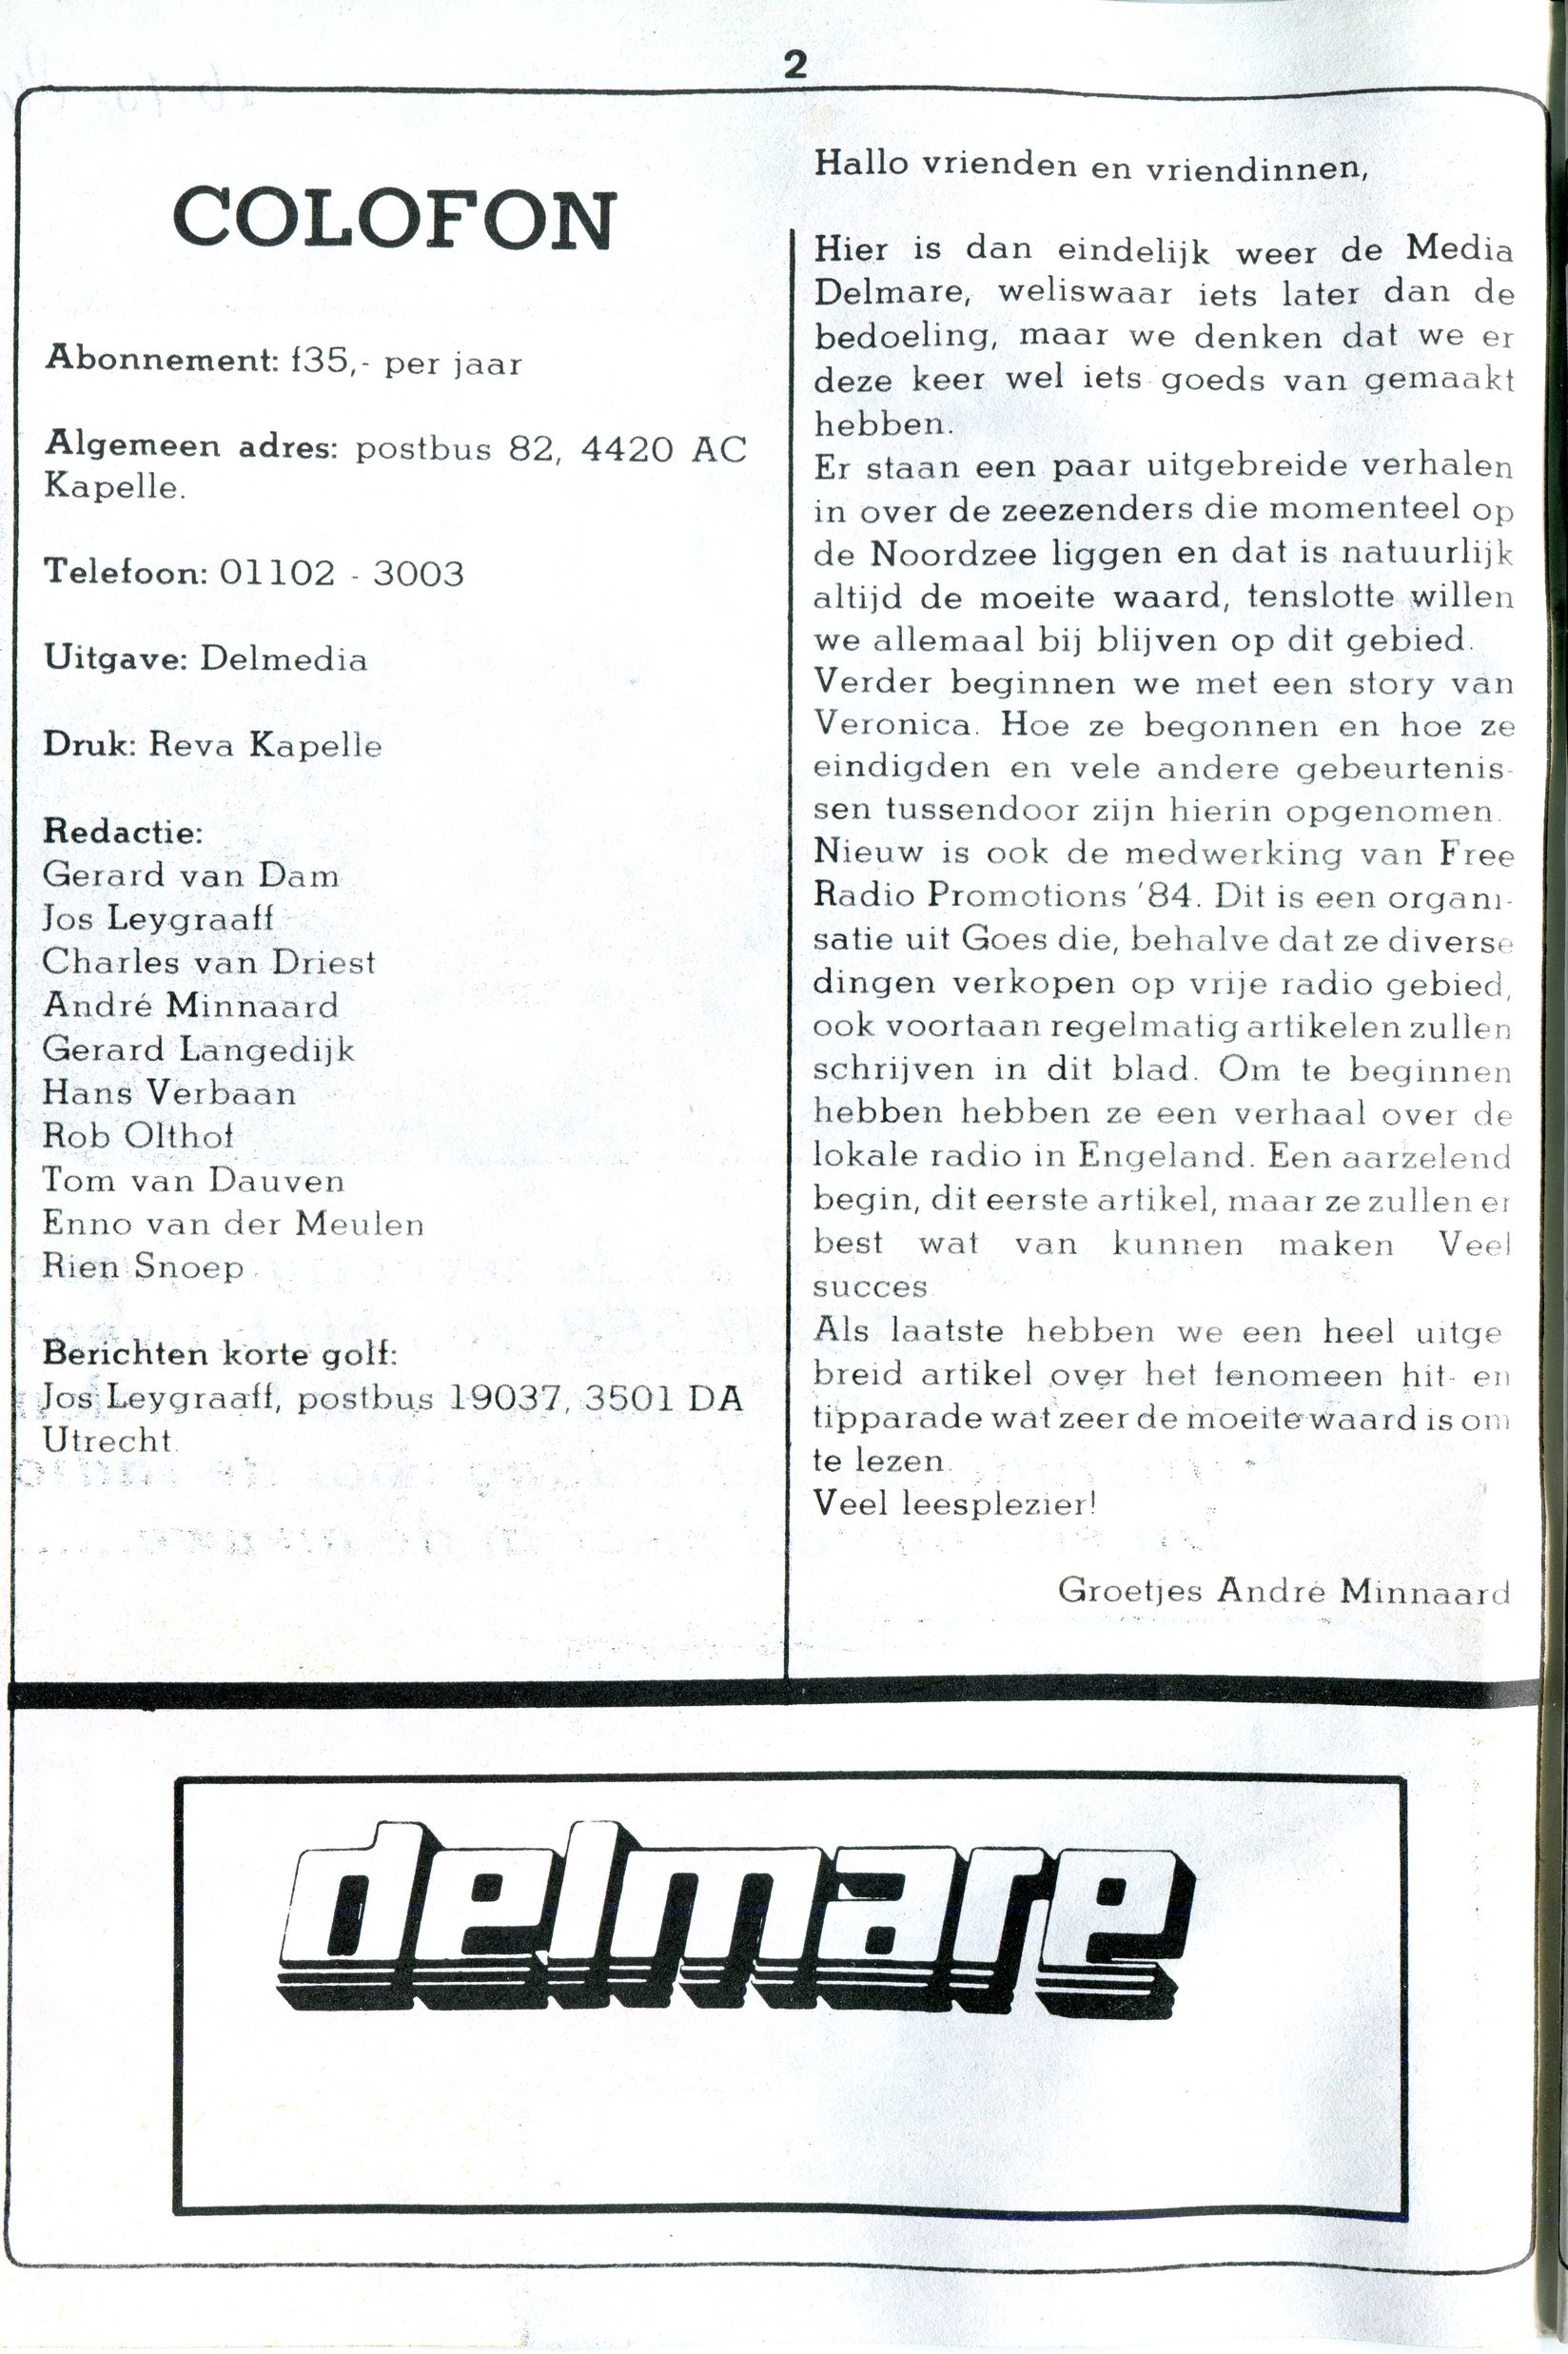 2
COLOFON
Abonnement: f35,- per jaar
Algemeen adres: postbus 82, 4420 AC
Kapelle.
Telefoon: 01102 - 3003
Uitgave: Delmedia
Druk: Reva Kapelle
Redactie:
Gerard van Dam
Jos Leygraaff
Charles van Driest
André Minnaard
Gerard Langedijk
Hans Verbaan
Rob Olthof
Tom van Dauven
Enno van der Meulen
Rien Snoep
Berichten korte golf:
Jos Leygraaff, postbus 19037, 3501 DA
Utrecht.
Hallo vrienden en vriendinnen,
Hier is dan eindelijk weer de Media
Delmare, weliswaar iets later dan de
bedoeling, maar we denken dat we er
deze keer wel iets goeds van gemaakt
hebben.
Er staan een paar uitgebreide verhalen
in over de zeezenders die momenteel op
de Noordzee liggen en dat is natuurlijk
altijd de moeite waard, tenslotte willen
we allemaal bij blijven op dit gebied.
Verder beginnen we met een story van
Veronica. Hoe ze begonnen en hoe ze
eindigden en vele andere gebeurtenis-
sen tussendoor zijn hierin opgenomen.
Nieuw is ook de medwerking van Free
Radio Promotions '84. Dit is een organi-
satie uit Goes die, behalve dat ze diverse
dingen verkopen op vrije radio gebied,
ook voortaan regelmatig artikelen zullen
schrijven in dit blad. Om te beginnen
hebben hebben ze een verhaal over de
lokale radio in Engeland. Een aarzelend
begin, dit eerste artikel, maar ze zullen er
best wat van kunnen maken Veel
succes
Als laatste hebben we een heel uitge
breid artikel over het fenomeen hit- en
tipparade wat zeer de moeite waard is om
te lezen.
Veel leesplezier!
Groetjes André Minnaard
delmare